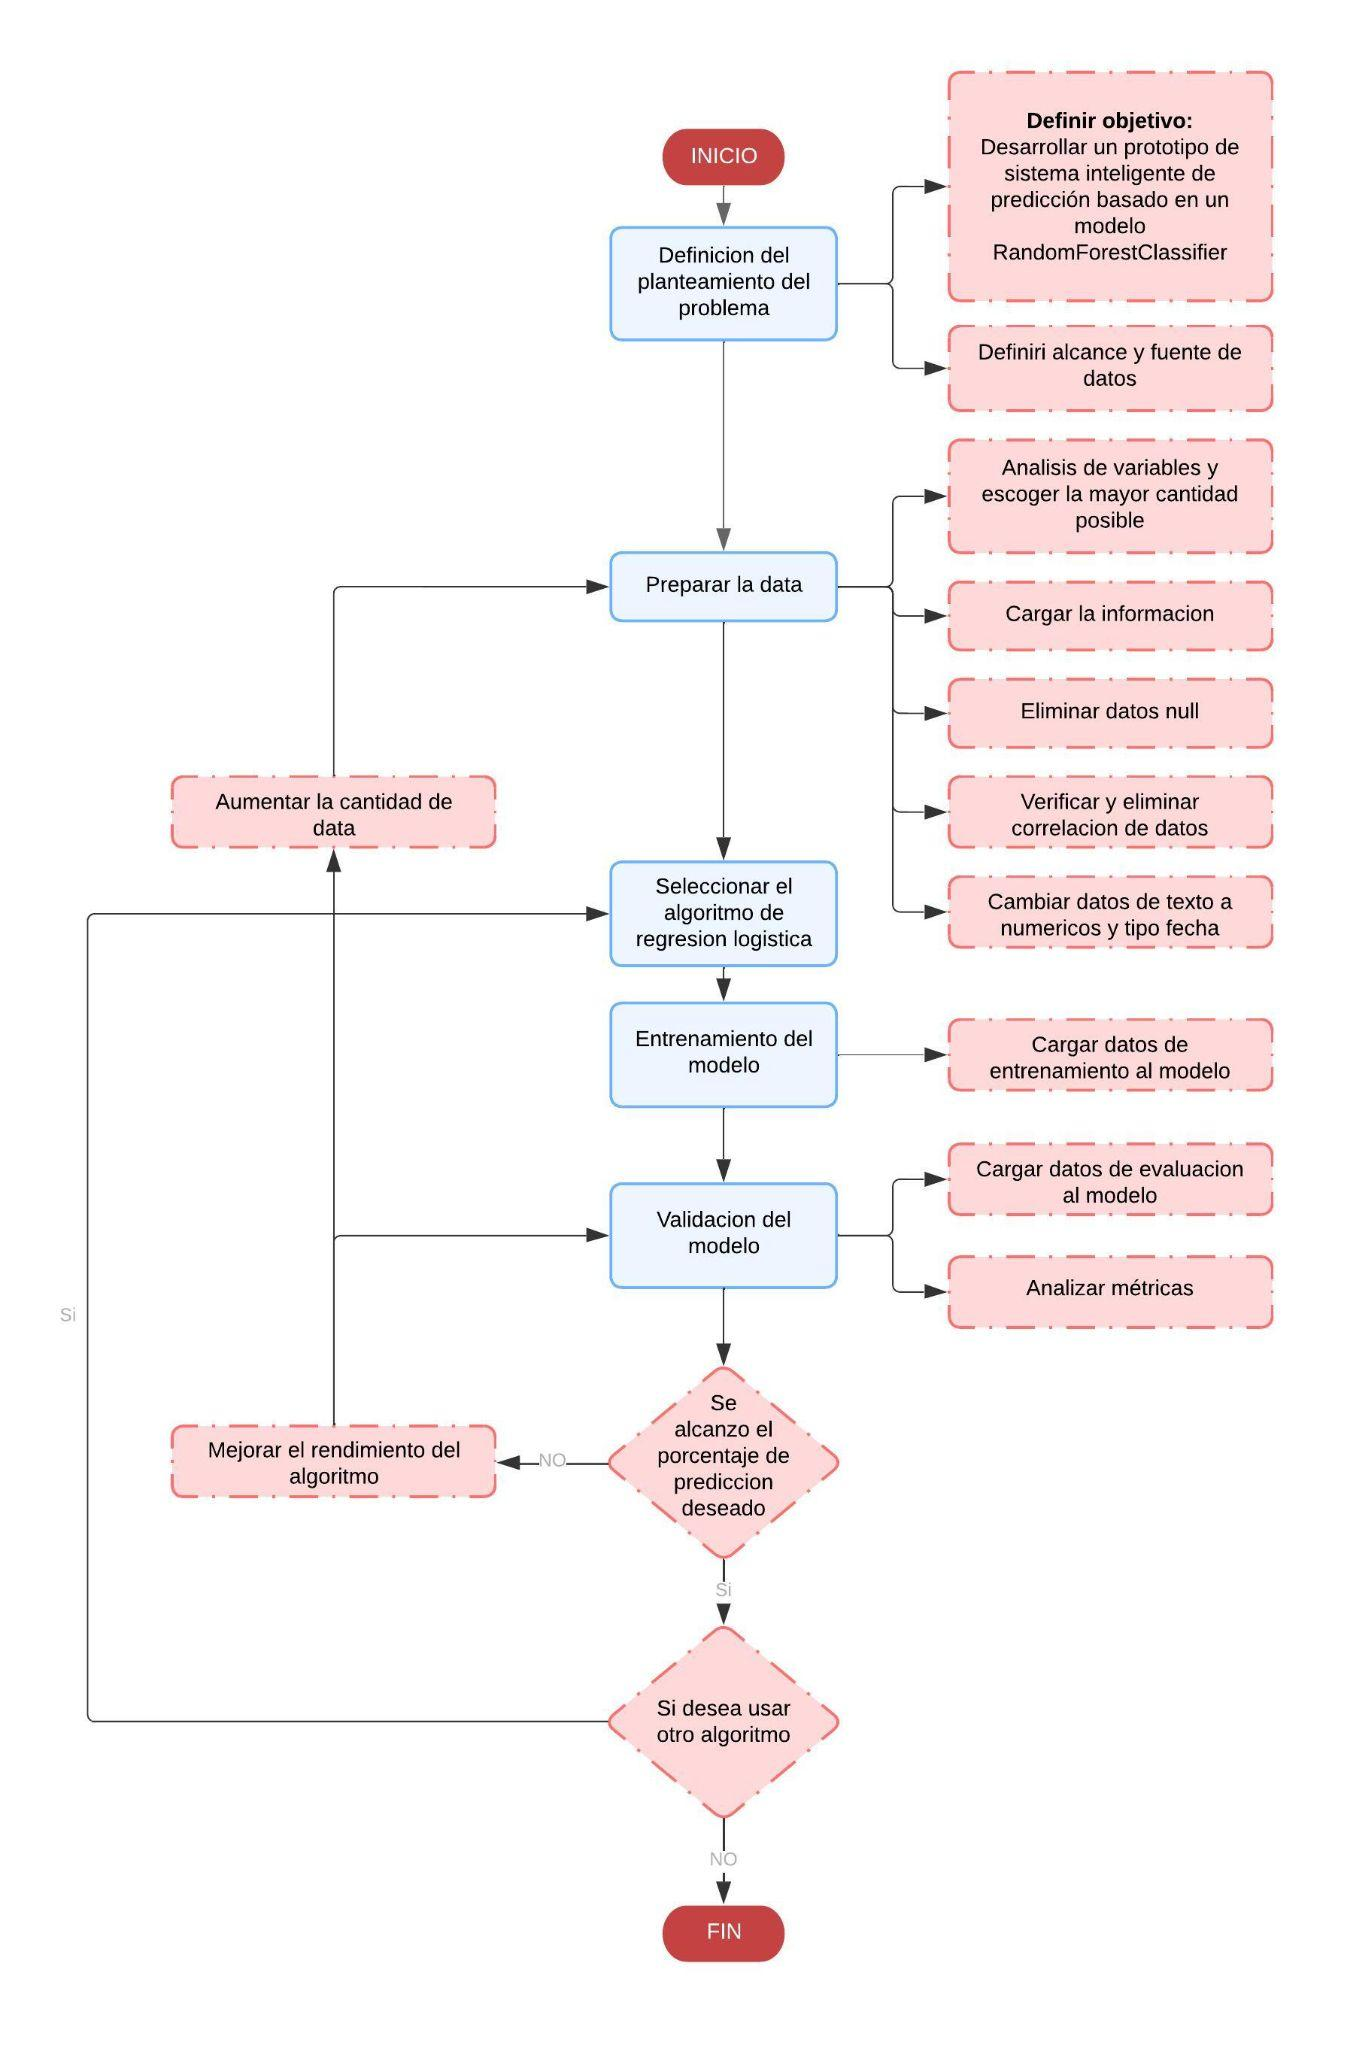 INICIO
Definir objetivo:
Desarrollar un prototipo de
sistema inteligente de
predicción basado en un
modelo
RandomForestClassifier
Definicion del
planteamiento del
problema
Definiri alcance y fuente de
datos
Analisis de variables y
escoger la mayor cantidad
posible
Preparar la data
Cargar la informacion
Eliminar datos null
Aumentar la cantidad de
data
Verificar y eliminar
correlacion de datos
Seleccionar el
algoritmo de
regresion logistica
Cambiar datos de texto a
numericos y tipo fecha
Entrenamiento del
modelo
Cargar datos de
entrenamiento al modelo
Cargar datos de evaluacion
al modelo
Validacion del
modelo
Analizar métricas
Si
Se
alcanzo el
porcentaje de
prediccion
deseado
NO
Mejorar el rendimiento del
algoritmo
Si
Si desea usar
otro algoritmo
NO
FIN